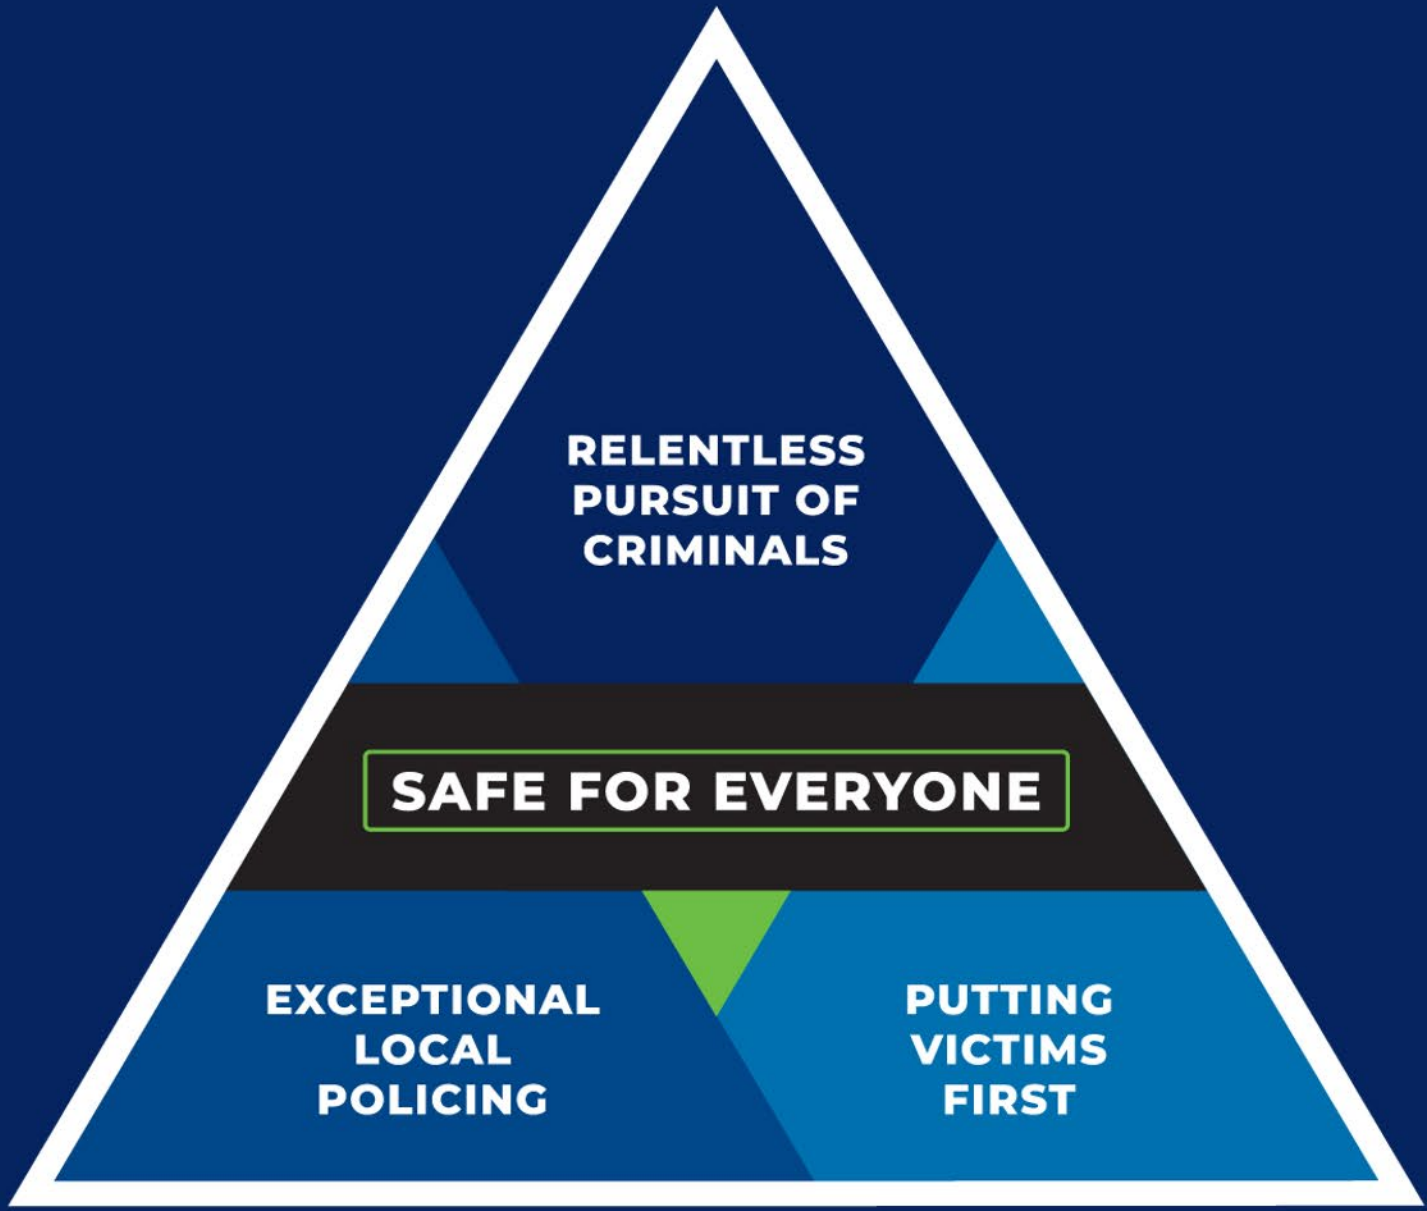 RELENTLESS
PURSUIT OF
CRIMINALS
SAFE FOR EVERYONE
EXCEPTIONAL
LOCAL
POLICING
PUTTING
VICTIMS
FIRST